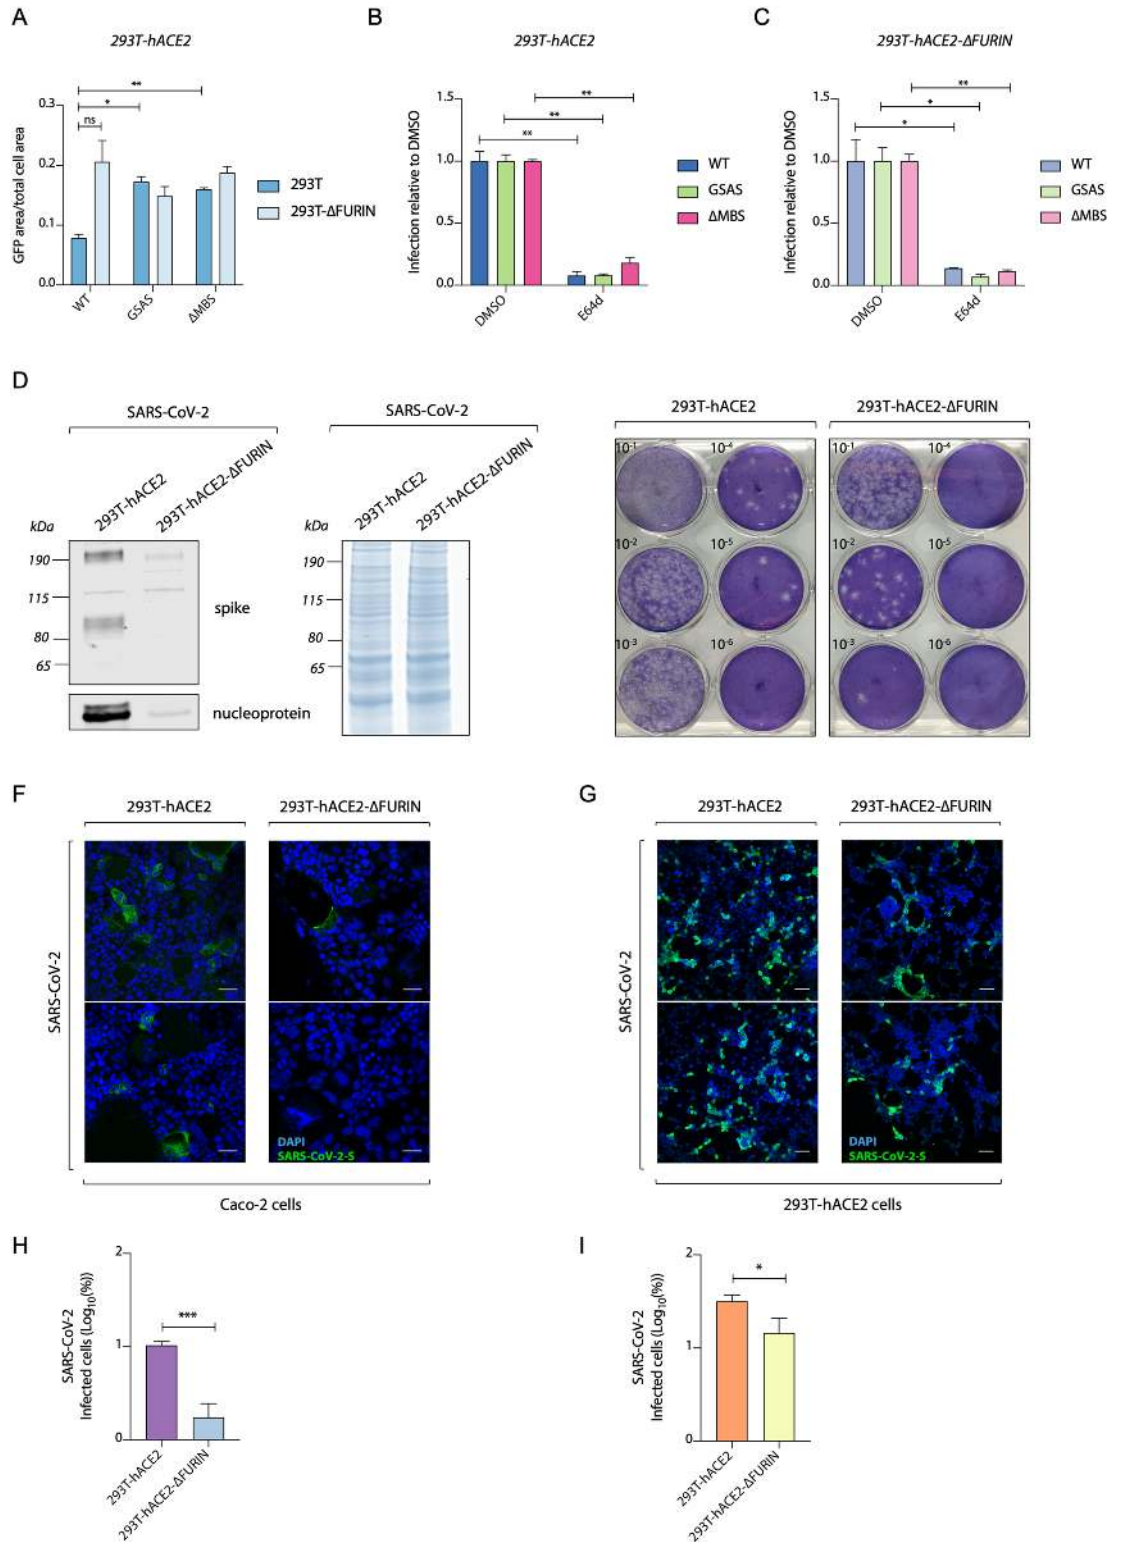 A
293T-hACE2
**
*
ns
0.3
0.2
0.1
0.0
GFP area/total cell area
WT
GSAS
ΔMBS
293T
293T-ΔFURIN
B
293T-hACE2
**
**
**
1.5
1.0
0.5
0.0
Infection relative to DMSO
DMSO
E64d
WT
GSAS
ΔMBS
C
293T-hACE2-ΔFURIN
**
*
*
1.5
1.0
0.5
0.0
Infection relative to DMSO
DMSO
E64d
WT
GSAS
ΔMBS
D
SARS-CoV-2
293T-hACE2
293T-hACE2-ΔFURIN
kDa
190
115
80
65
spike
nucleoprotein
SARS-CoV-2
293T-hACE2
293T-hACE2-ΔFURIN
kDa
190
115
80
65
293T-hACE2
293T-hACE2-ΔFURIN
10-1
10-4
10-1
10-4
10-2
10-5
10-2
10-5
10-3
10-6
10-3
10-6
F
293T-hACE2
293T-hACE2-ΔFURIN
SARS-CoV-2
DAPI
SARS-CoV-2-S
Caco-2 cells
G
293T-hACE2
293T-hACE2-ΔFURIN
SARS-CoV-2
DAPI
SARS-CoV-2-S
293T-hACE2 cells
H
2
1
0
***
SARS-CoV-2
Infected cells (Log10(%))
293T-hACE2
293T-hACE2-ΔFURIN
I
2
1
0
*
SARS-CoV-2
Infected cells (Log10(%))
293T-hACE2
293T-hACE2-ΔFURIN